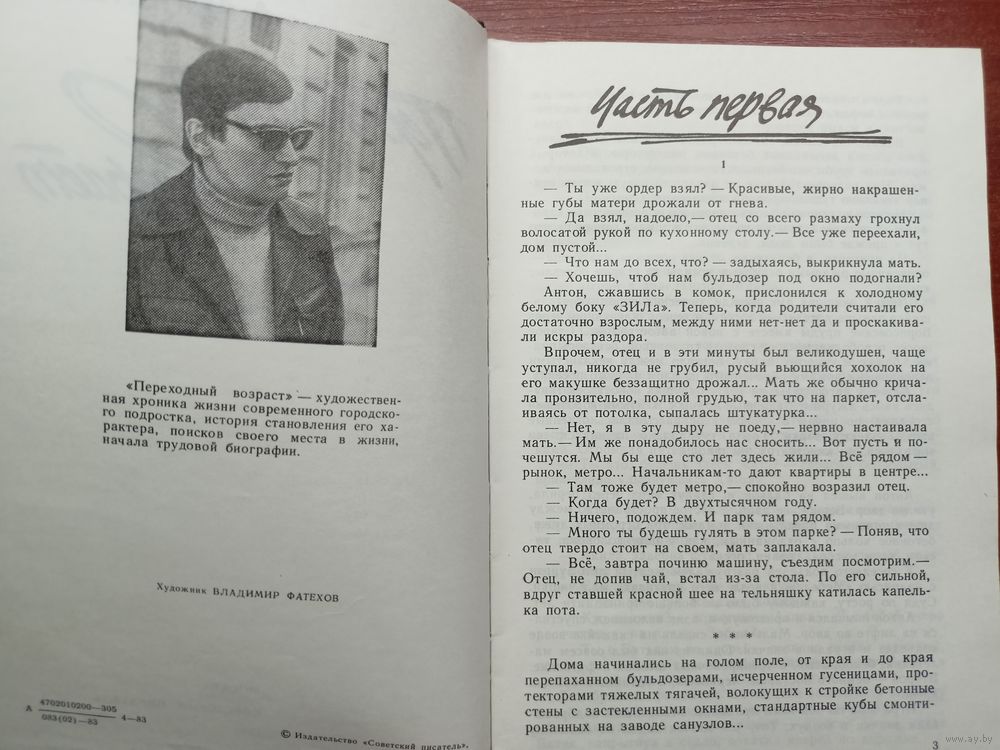 «Переходный возраст» — художествен-
ная хроника жизни современного городско-
го подростка, история становления его ха-
рактера, поисков своего места в жизни,
начала трудовой биографии.
Художник ВЛАДИМИР ФАТЕХОВ
А 4702010200—305
083(02)—83 4—83
© Издательство «Советский писатель».
Часть первая
1
— Ты уже ордер взял? — Красивые, жирно накрашен-
ные губы матери дрожали от гнева.
— Да взял, надоело,— отец со всего размаху грохнул
волосатой рукой по кухонному столу.— Все уже переехали,
дом пустой...
— Что нам до всех, что? — задыхаясь, выкрикнула мать.
— Хочешь, чтоб нам бульдозер под окно подогнали?
Антон, сжавшись в комок, прислонился к холодному
белому боку «ЗИЛа». Теперь, когда родители считали его
достаточно взрослым, между ними нет-нет да и проскакива-
ли искры раздора.
Впрочем, отец и в эти минуты был великодушен, чаще
уступал, никогда не грубил, русый вьющийся хохолок на
его макушке беззащитно дрожал... Мать же обычно крича-
ла пронзительно, полной грудью, так что на паркет, отсла-
иваясь от потолка, сыпалась штукатурка...
— Нет, я в эту дыру не поеду,— нервно настаивала
мать.— Им же понадобилось нас сносить... Вот пусть и по-
чешутся. Мы бы еще сто лет здесь жили... Всё рядом —
рынок, метро... Начальникам-то дают квартиры в центре...
— Там тоже будет метро,— спокойно возразил отец.
— Когда будет? В двухтысячном году.
— Ничего, подождем. И парк там рядом.
— Много ты будешь гулять в этом парке? — Поняв, что
отец твердо стоит на своем, мать заплакала.
— Всё, завтра починю машину, съездим посмотрим.—
Отец, не допив чай, встал из-за стола. По его сильной,
вдруг ставшей красной шее на тельняшку катилась капель-
ка пота.
* * *
Дома начинались на голом поле, от края и до края
перепаханном бульдозерами, исчерченном гусеницами, про-
текторами тяжелых тягачей, волокущих к стройке бетонные
стены с застекленными окнами, стандартные кубы смонти-
рованных на заводе санузлов...
3
www.ay.by